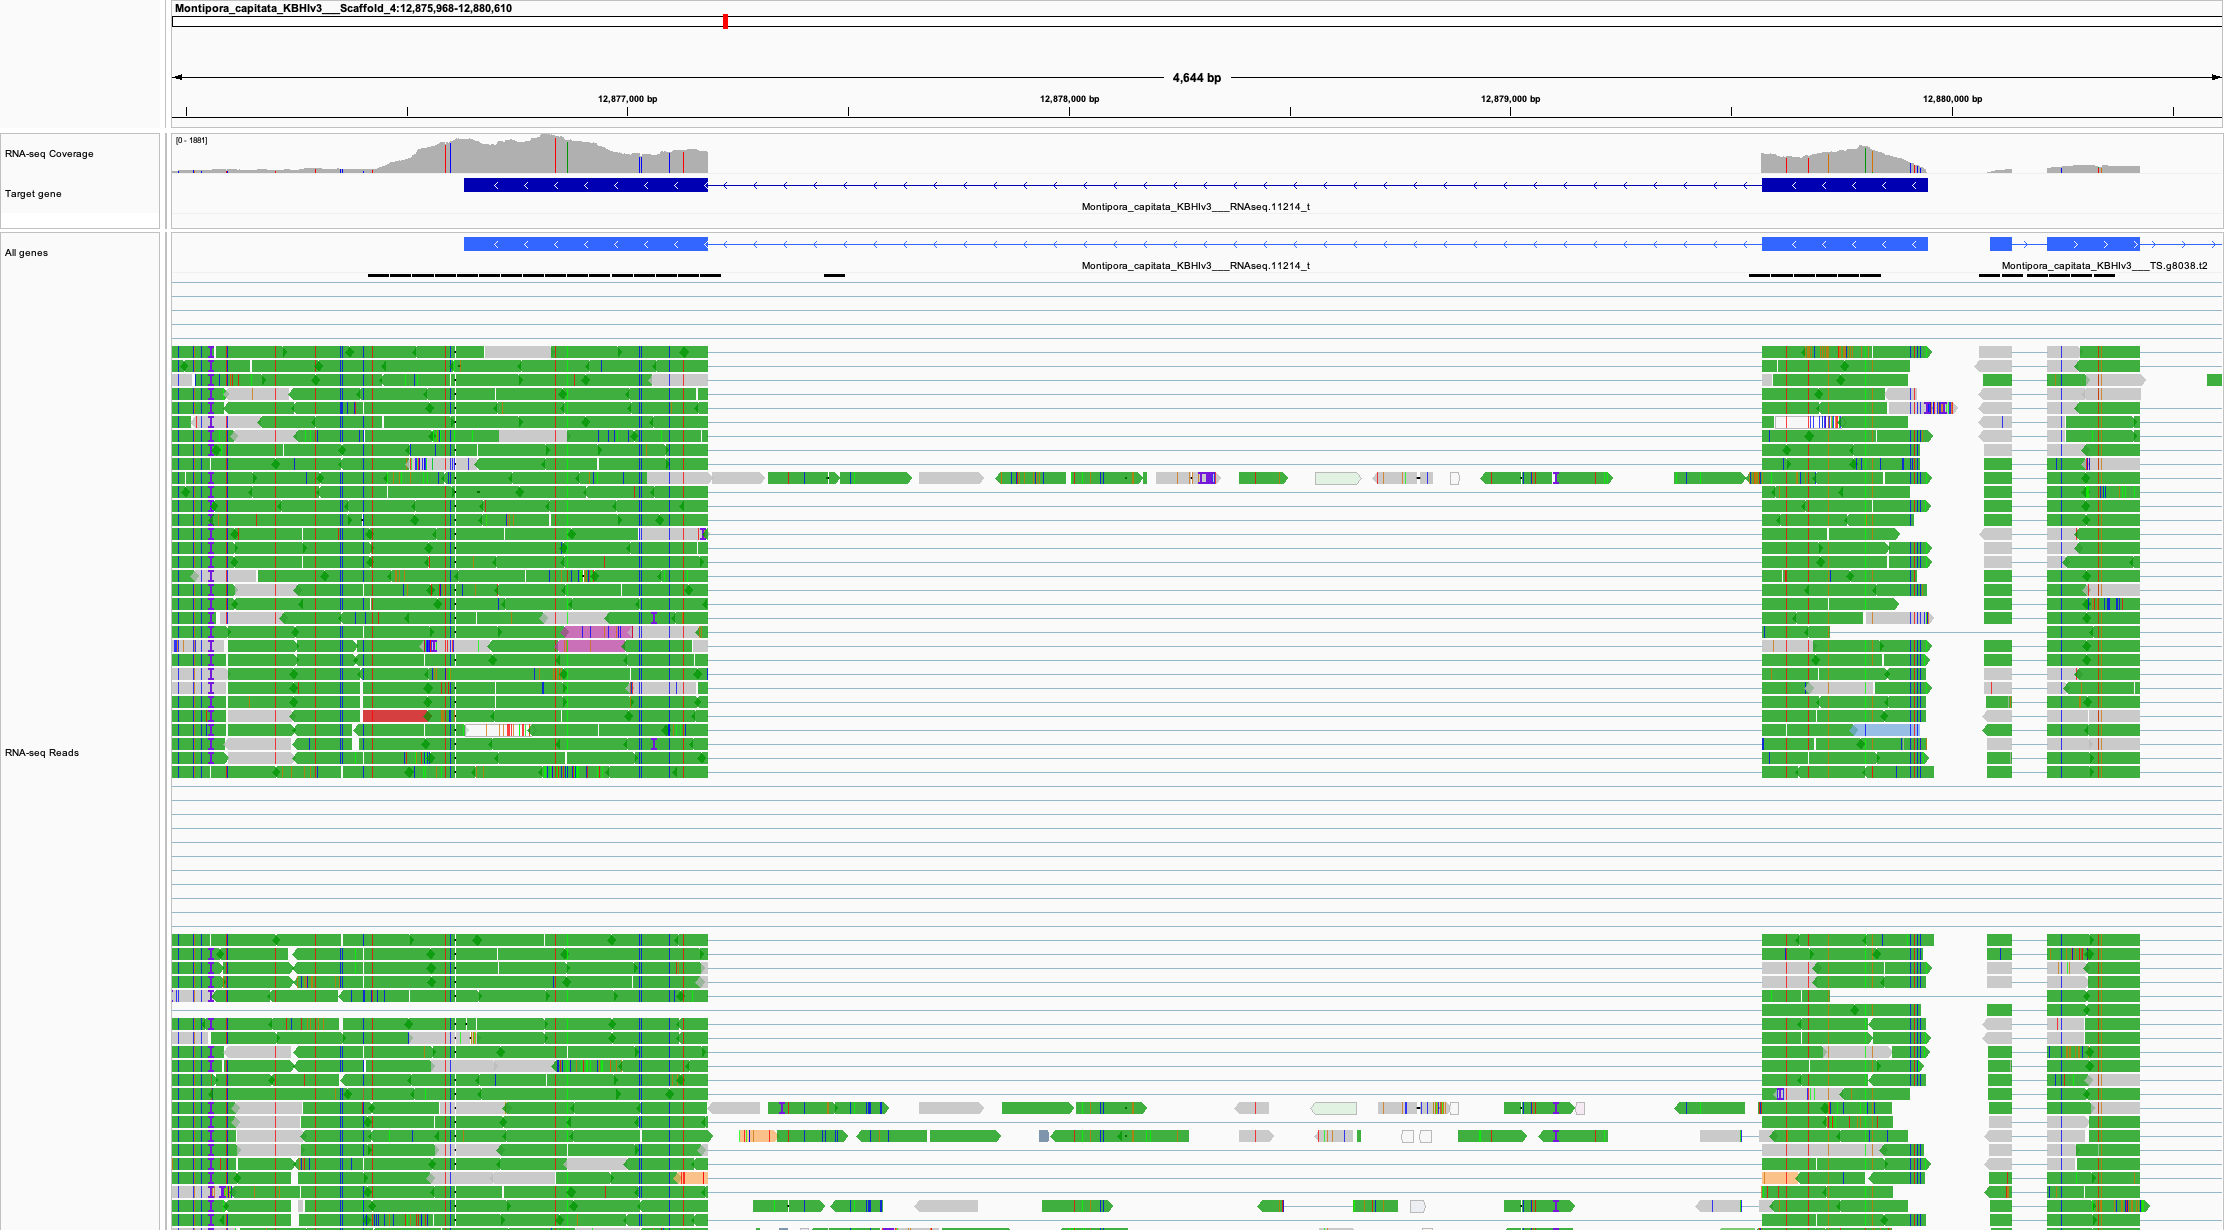 Montipora_capitata_KBHIv3___Scaffold_4:12,875,968-12,880,610
4,644 bp
12,877,000 bp 12,878,000 bp 12,879,000 bp 12,880,000 bp
[0 - 1881]
RNA-seq Coverage
Target gene
Montipora_capitata_KBHIv3___RNAseq.11214_t
All genes
Montipora_capitata_KBHIv3___RNAseq.11214_t Montipora_capitata_KBHIv3___TS.g8038.t2
RNA-seq Reads